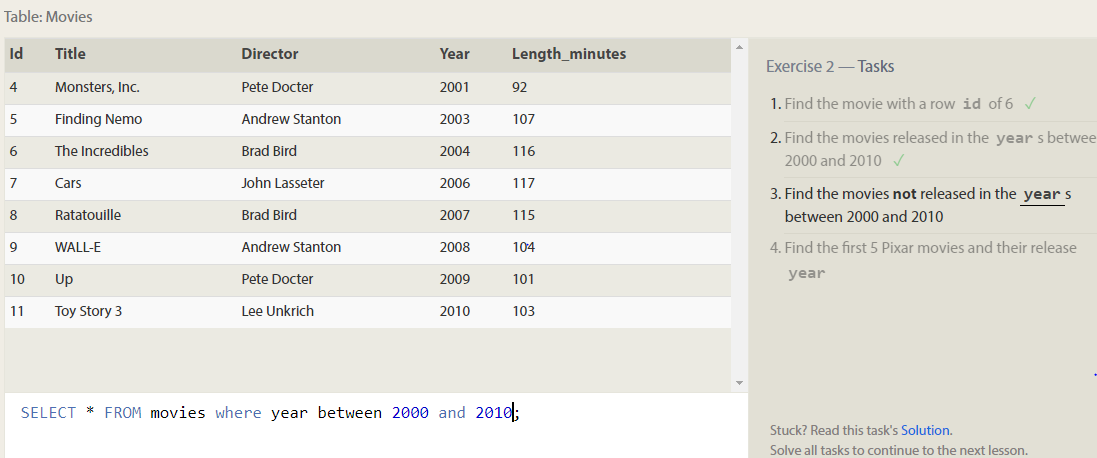 Table: Movies
Id Title Director Year Length_minutes
4 Monsters, Inc. Pete Docter 2001 92
5 Finding Nemo Andrew Stanton 2003 107
6 The Incredibles Brad Bird 2004 116
7 Cars John Lasseter 2006 117
8 Ratatouille Brad Bird 2007 115
9 WALL-E Andrew Stanton 2008 104
10 Up Pete Docter 2009 101
11 Toy Story 3 Lee Unkrich 2010 103
SELECT * FROM movies where year between 2000 and 2010;
Exercise 2 — Tasks
1. Find the movie with a row id of 6 ✓
2. Find the movies released in the year s betwee
2000 and 2010 ✓
3. Find the movies not released in the year s
between 2000 and 2010
4. Find the first 5 Pixar movies and their release
year
Stuck? Read this task's Solution.
Solve all tasks to continue to the next lesson.